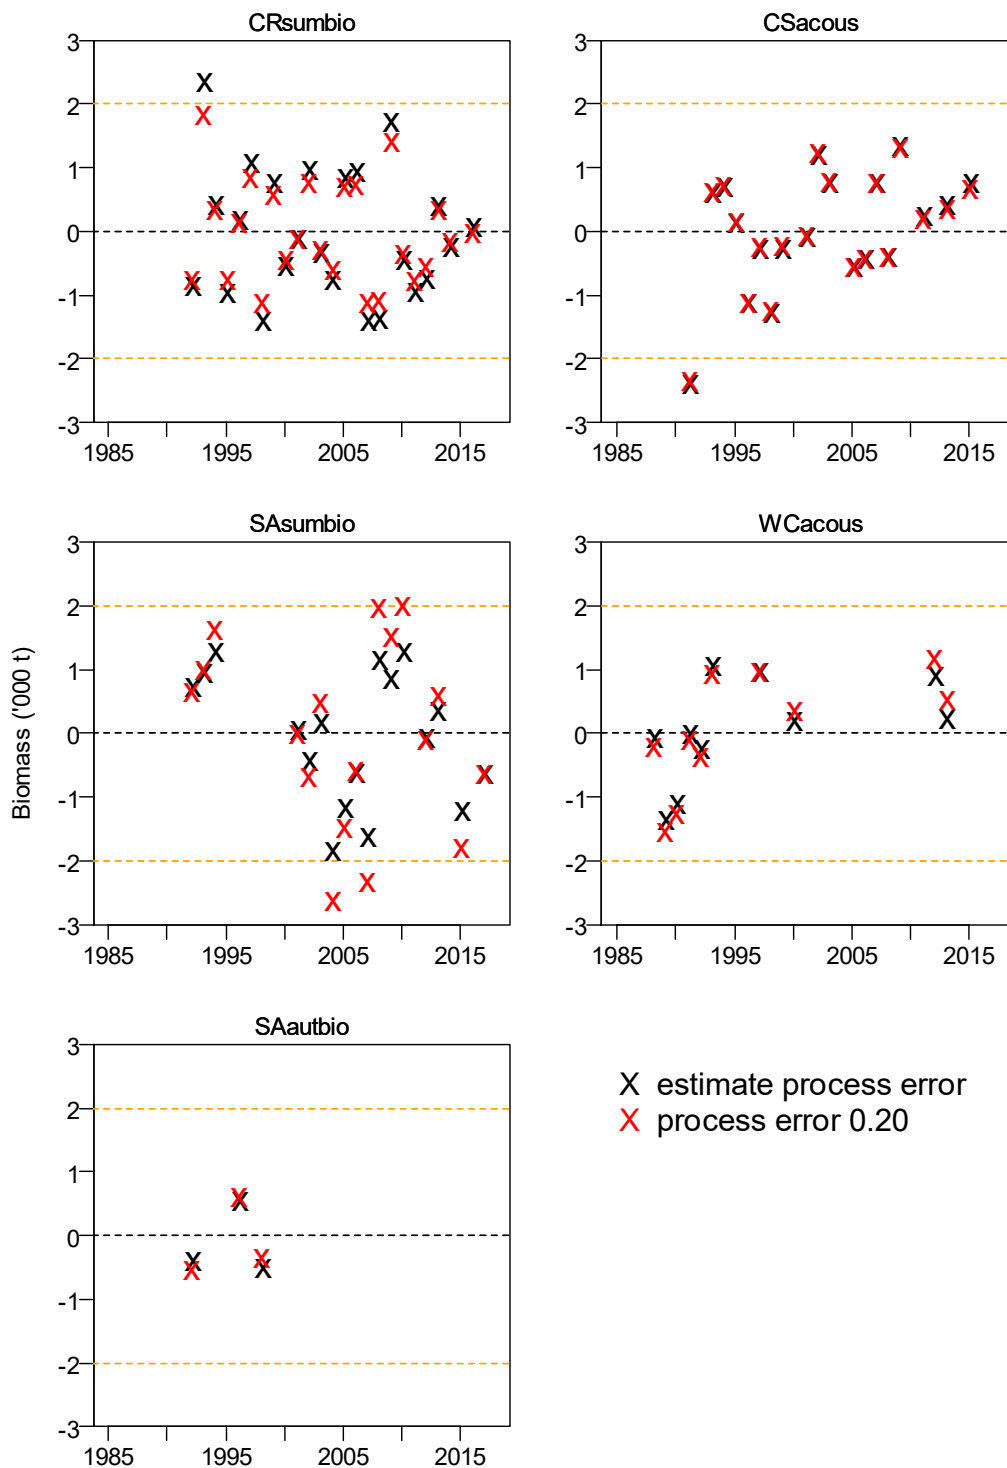 CRsumbio
3
2
1
0
-1
-2
-3
1985 1995 2005 2015
CSacous
3
2
1
0
-1
-2
-3
1985 1995 2005 2015
SAsumbio
3
2
1
0
-1
-2
-3
1985 1995 2005 2015
WCacous
3
2
1
0
-1
-2
-3
1985 1995 2005 2015
Biomass ('000 t)
SAautbio
3
2
1
0
-1
-2
-3
1985 1995 2005 2015
X estimate process error
X process error 0.20